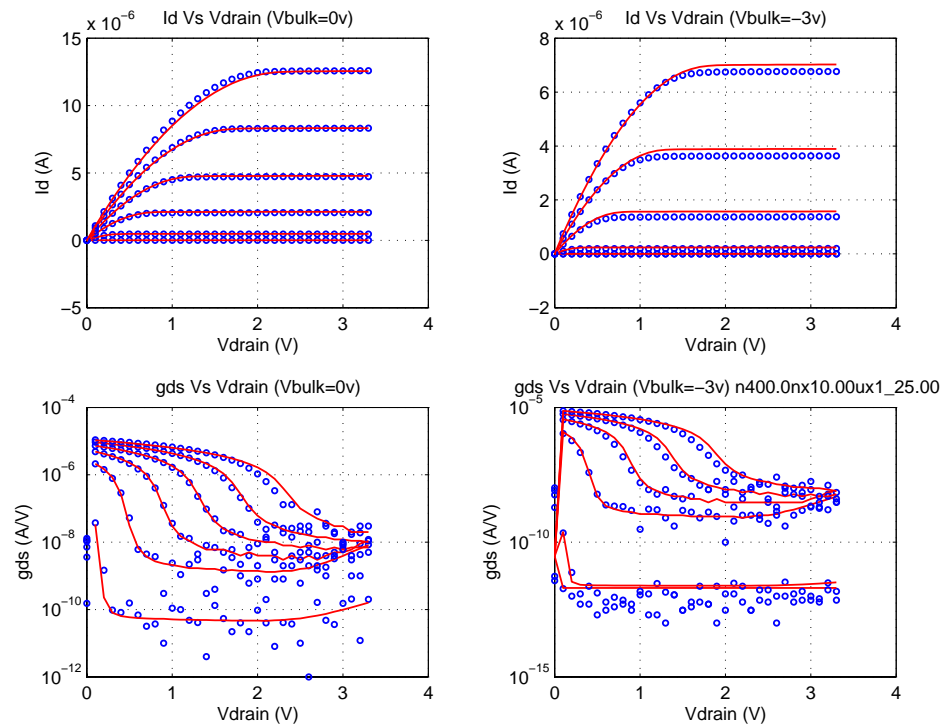 Id Vs Vdrain (Vbulk=0v)
x 10⁻⁶
15
10
5
0
−5
0 1 2 3 4
Id (A)
Vdrain (V)
Id Vs Vdrain (Vbulk=−3v)
x 10⁻⁶
8
6
4
2
0
−2
0 1 2 3 4
Id (A)
Vdrain (V)
gds Vs Vdrain (Vbulk=0v)
10⁻⁴
10⁻⁶
10⁻⁸
10⁻¹⁰
10⁻¹²
0 1 2 3 4
gds (A/V)
Vdrain (V)
gds Vs Vdrain (Vbulk=−3v) n400.0nx10.00ux1_25.00
10⁻⁵
10⁻¹⁰
10⁻¹⁵
0 1 2 3 4
gds (A/V)
Vdrain (V)